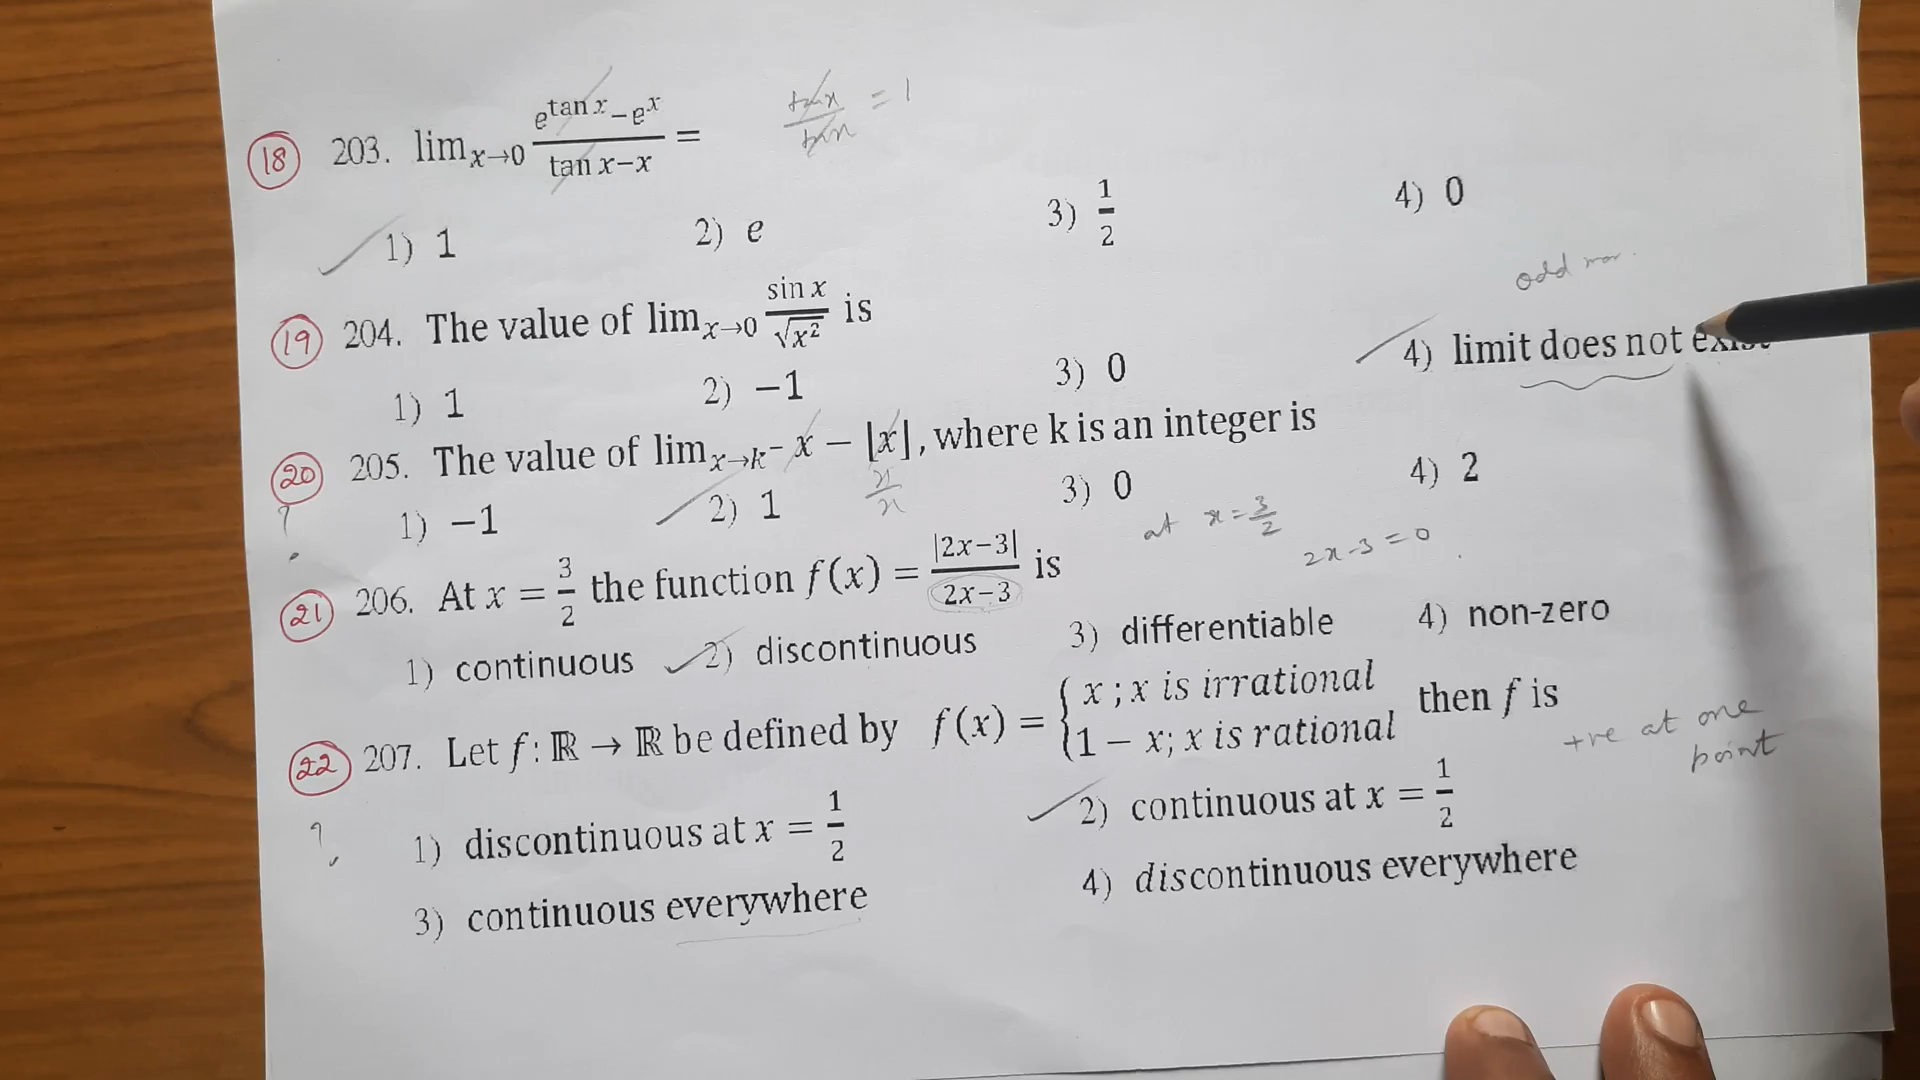 18 203. lim x→0 (e^tan x − e^x)/(tan x−x) = tan x/tan x = 1
1) 1 2) e 3) 1/2 4) 0
odd
19 204. The value of lim x→0 sin x/√x² is
1) 1 2) −1 3) 0 4) limit does not exist
20 205. The value of lim x→k⁻ x − ⌊x⌋, where k is an integer is
x/x
? 1) −1 2) 1 3) 0 4) 2
at x = 3/2 2x-3 = 0
21 206. At x = 3/2 the function f(x) = |2x−3|/2x−3 is
1) continuous 2) discontinuous 3) differentiable 4) non-zero
22 207. Let f: ℝ → ℝ be defined by f(x) = { x ; x is irrational
1 − x; x is rational then f is
+ve at one
point
? 1) discontinuous at x = 1/2 2) continuous at x = 1/2
3) continuous everywhere 4) discontinuous everywhere